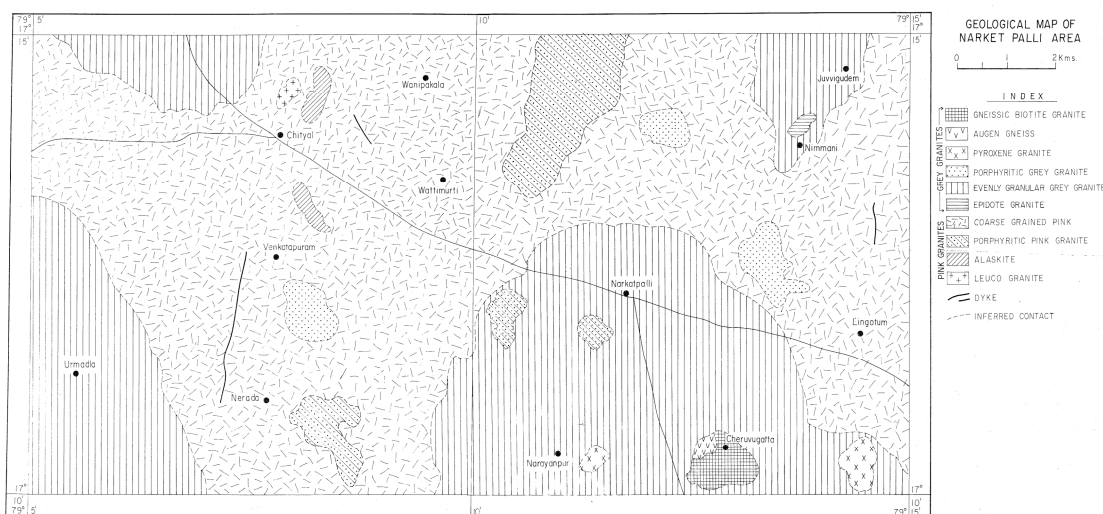 79° 5'
17°
15'
10'
79° 15'
17°
15'
Wanipakala
Chityal
Wattimurti
Venkatapuram
Urmadla
Nerada
Juvvigudem
Nimmani
Narkatpalli
Lingotum
Cheruvugatta
Narayanpur
17°
10'
79° 5'
10'
17°
10'
79° 15'
GEOLOGICAL MAP OF
NARKET PALLI AREA
0 1 2 Kms.
INDEX
GREY GRANITES
PINK GRANITES
GNEISSIC BIOTITE GRANITE
AUGEN GNEISS
PYROXENE GRANITE
PORPHYRITIC GREY GRANITE
EVENLY GRANULAR GREY GRANITE
EPIDOTE GRANITE
COARSE GRAINED PINK
PORPHYRITIC PINK GRANITE
ALASKITE
LEUCO GRANITE
DYKE
INFERRED CONTACT